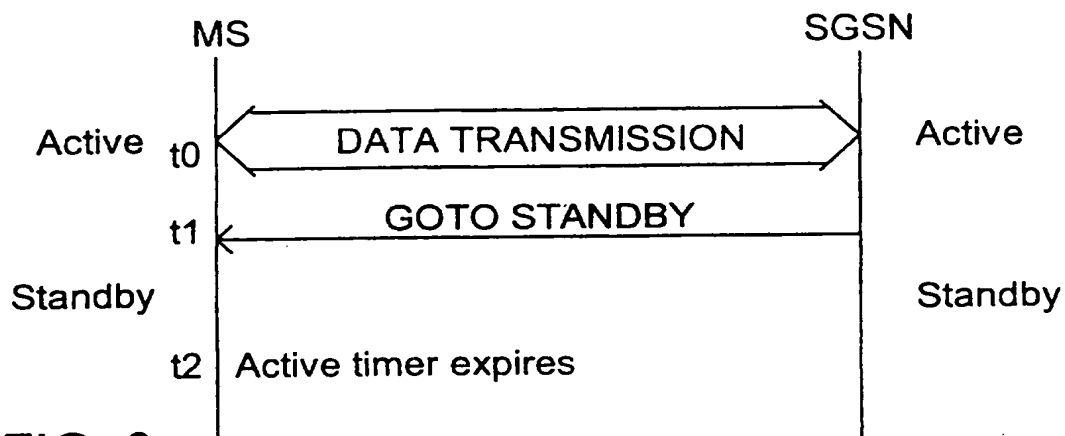 MS SGSN
Active t0 DATA TRANSMISSION Active
t1 GOTO STANDBY
Standby Standby
t2 Active timer expires